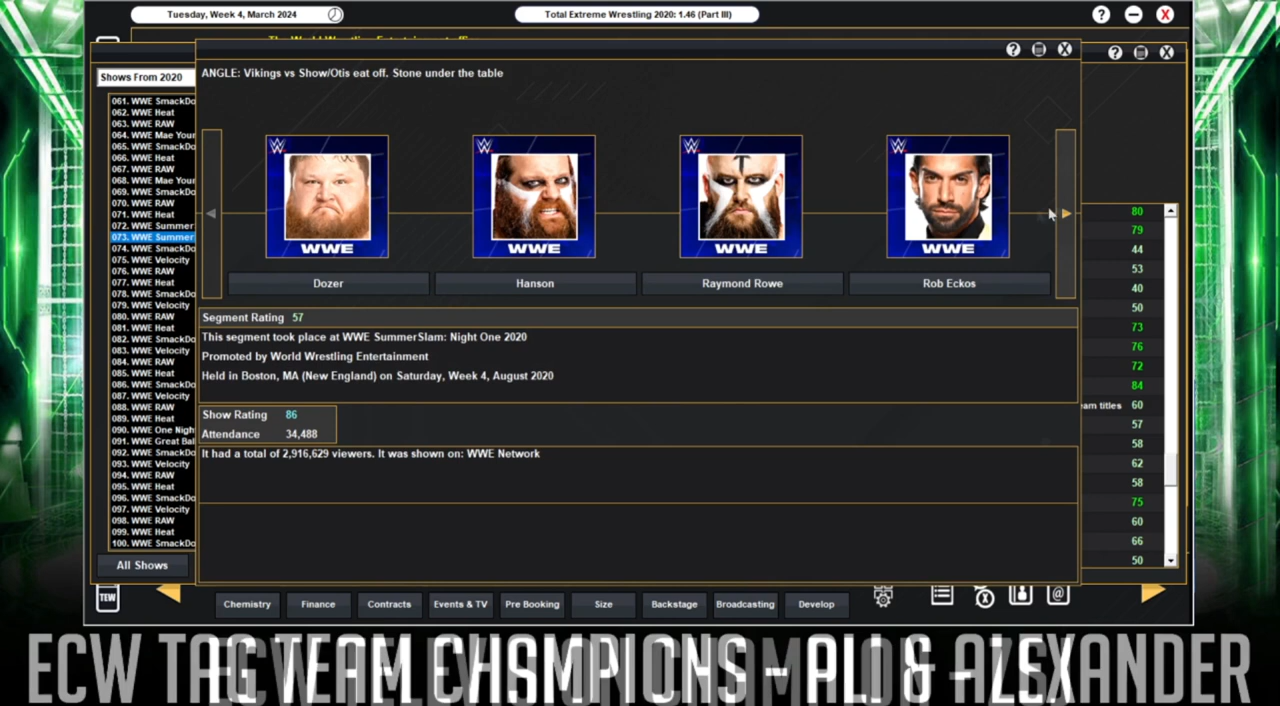 Tuesday, Week 4, March 2024
Total Extreme Wrestling 2020: 1.46 (Part III)
Shows From 2020
ANGLE: Vikings vs Show/Otis eat off. Stone under the table
061. WWE SmackDo
062. WWE Heat
063. WWE RAW
064. WWE Mae Your
065. WWE SmackDo
066. WWE Heat
067. WWE RAW
068. WWE Mae Your
069. WWE SmackDo
070. WWE RAW
071. WWE Heat
072. WWE Summer
073. WWE Summer
074. WWE SmackDo
075. WWE Velocity
076. WWE RAW
077. WWE Heat
078. WWE SmackDo
079. WWE Velocity
080. WWE RAW
081. WWE Heat
082. WWE SmackDo
083. WWE Velocity
084. WWE RAW
085. WWE Heat
086. WWE SmackDo
087. WWE Velocity
088. WWE RAW
089. WWE Heat
090. WWE One Nigh
091. WWE Great Bal
092. WWE SmackDo
093. WWE Velocity
094. WWE RAW
095. WWE Heat
096. WWE SmackDo
097. WWE Velocity
098. WWE RAW
099. WWE Heat
100. WWE SmackDo
All Shows
WWE WWE WWE WWE
Dozer Hanson Raymond Rowe Rob Eckos
Segment Rating 57
This segment took place at WWE SummerSlam: Night One 2020
Promoted by World Wrestling Entertainment
Held in Boston, MA (New England) on Saturday, Week 4, August 2020
Show Rating 86
Attendance 34,488
It had a total of 2,916,629 viewers. It was shown on: WWE Network
80
79
44
53
40
50
73
76
72
84
eam titles 60
57
58
62
58
75
60
66
50
TEW
Chemistry Finance Contracts Events & TV Pre Booking Size Backstage Broadcasting Develop
ECW TAG TEAM CHAMPIONS - ALI & ALEXANDER